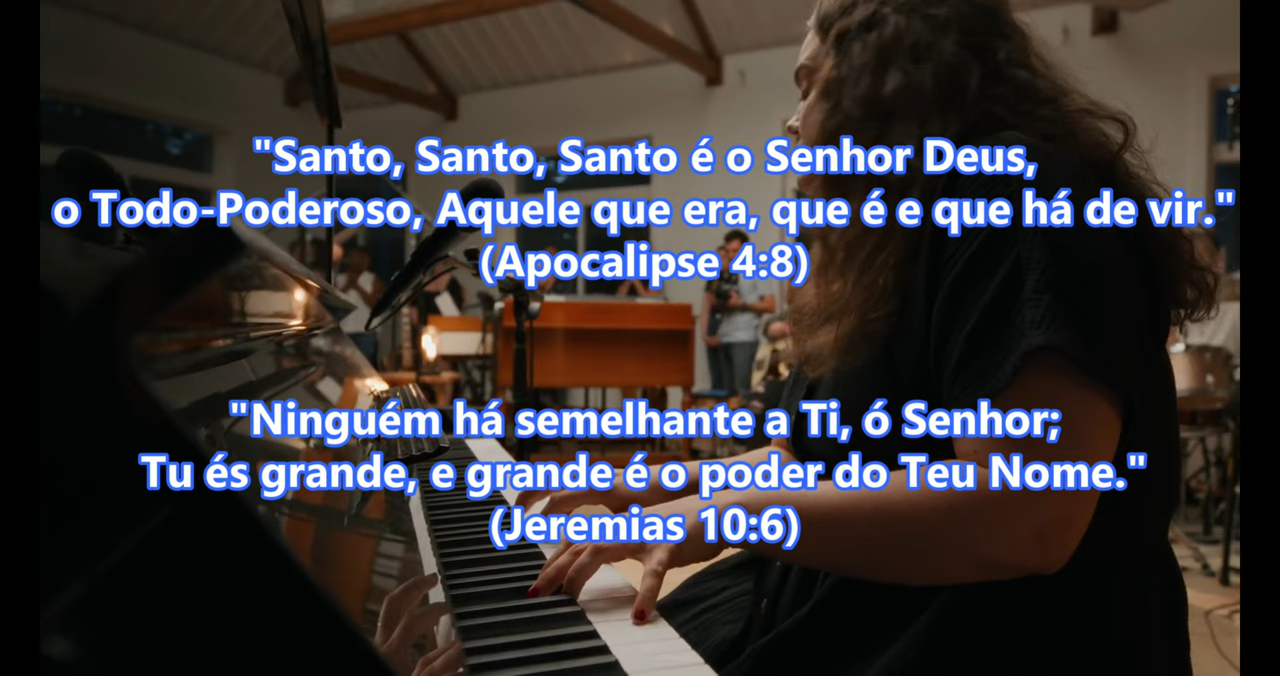 "Santo, Santo, Santo é o Senhor Deus,
o Todo-Poderoso, Aquele que era, que é e que há de vir."
(Apocalipse 4:8)
"Ninguém há semelhante a Ti, ó Senhor;
Tu és grande, e grande é o poder do Teu Nome."
(Jeremias 10:6)